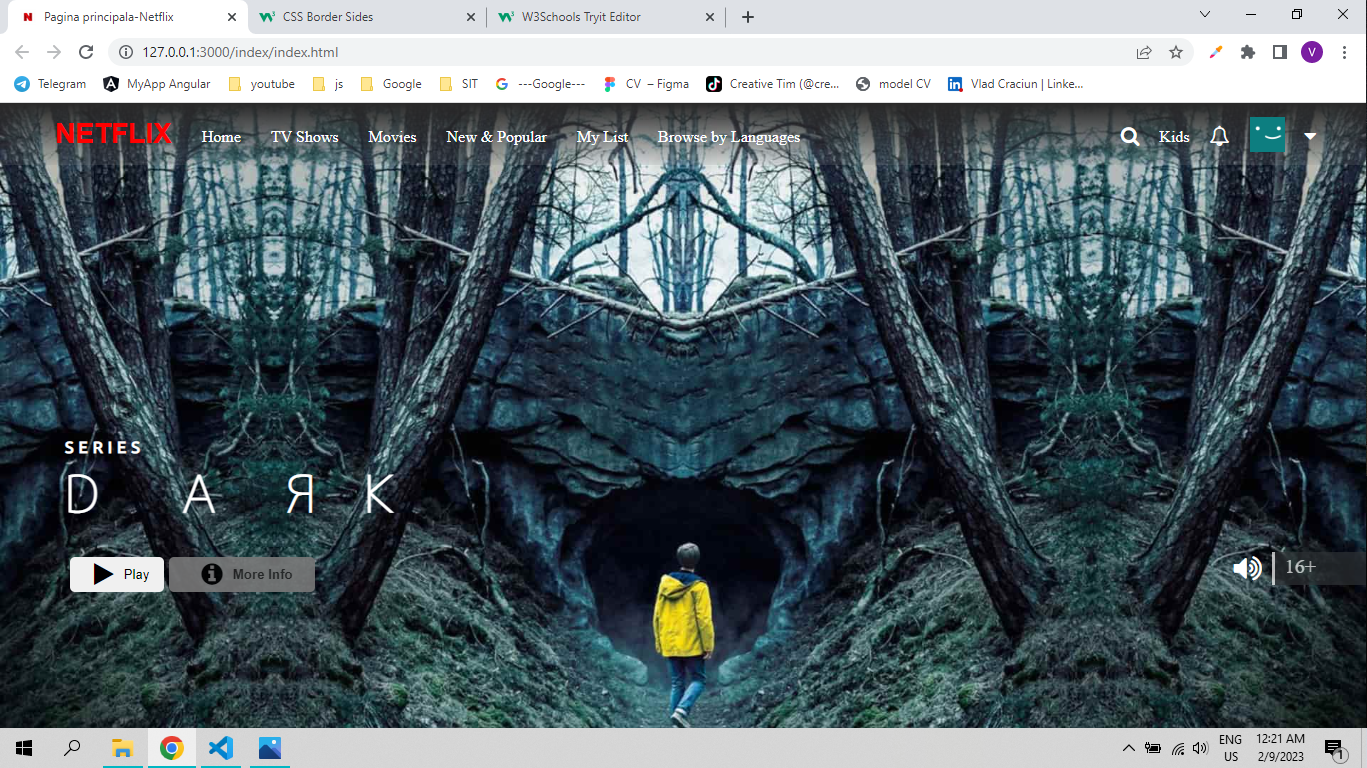 Pagina principala-Netflix CSS Border Sides W3Schools Tryit Editor
127.0.0.1:3000/index/index.html V
Telegram MyApp Angular youtube js Google SIT ---Google--- CV – Figma Creative Tim (@cre... model CV Vlad Craciun | Linke...
NETFLIX Home TV Shows Movies New & Popular My List Browse by Languages Kids
SERIES
D A Я K
Play More Info 16+
ENG 12:21 AM
US 2/9/2023 1